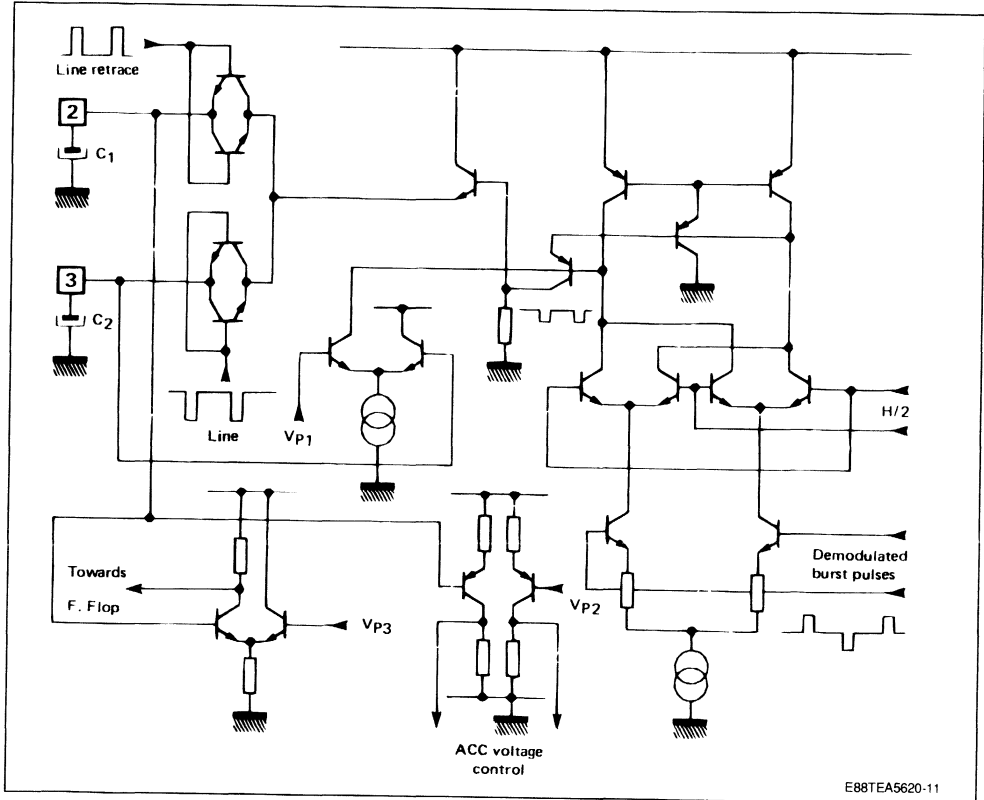 Line retrace
2
C1
3
C2
Line
VP1
H/2
Towards
F. Flop
VP3
VP2
Demodulated
burst pulses
ACC voltage
control
E88TEA5620-11